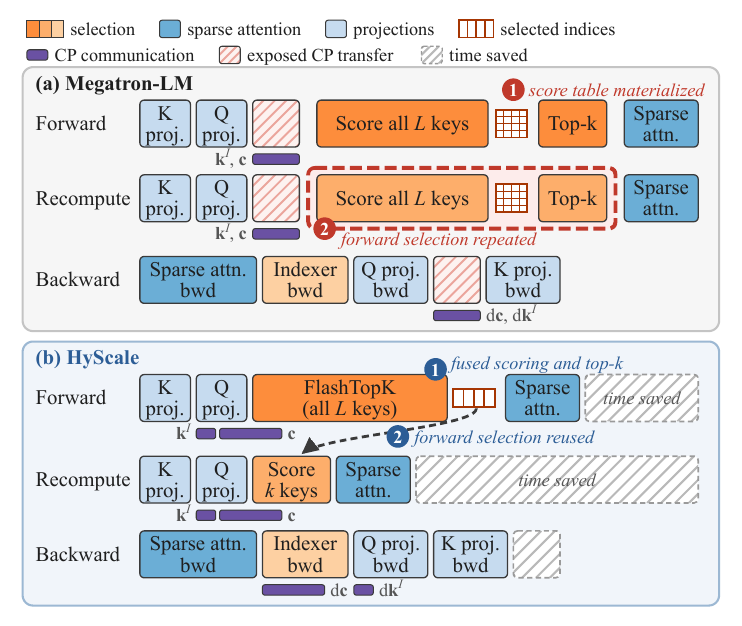 selection sparse attention projections selected indices
CP communication exposed CP transfer time saved
(a) Megatron-LM
1 score table materialized
Forward K proj. Q proj. Score all L keys Top-k Sparse attn.
k^I, c
Recompute K proj. Q proj. Score all L keys Top-k Sparse attn.
k^I, c
2 forward selection repeated
Backward Sparse attn. bwd Indexer bwd Q proj. bwd K proj. bwd
dc, dk^I
(b) HyScale
1 fused scoring and top-k
Forward K proj. Q proj. FlashTopK (all L keys) Sparse attn. time saved
k^I c
2 forward selection reused
Recompute K proj. Q proj. Score k keys Sparse attn. time saved
k^I c
Backward Sparse attn. bwd Indexer bwd Q proj. bwd K proj. bwd
dc dk^I